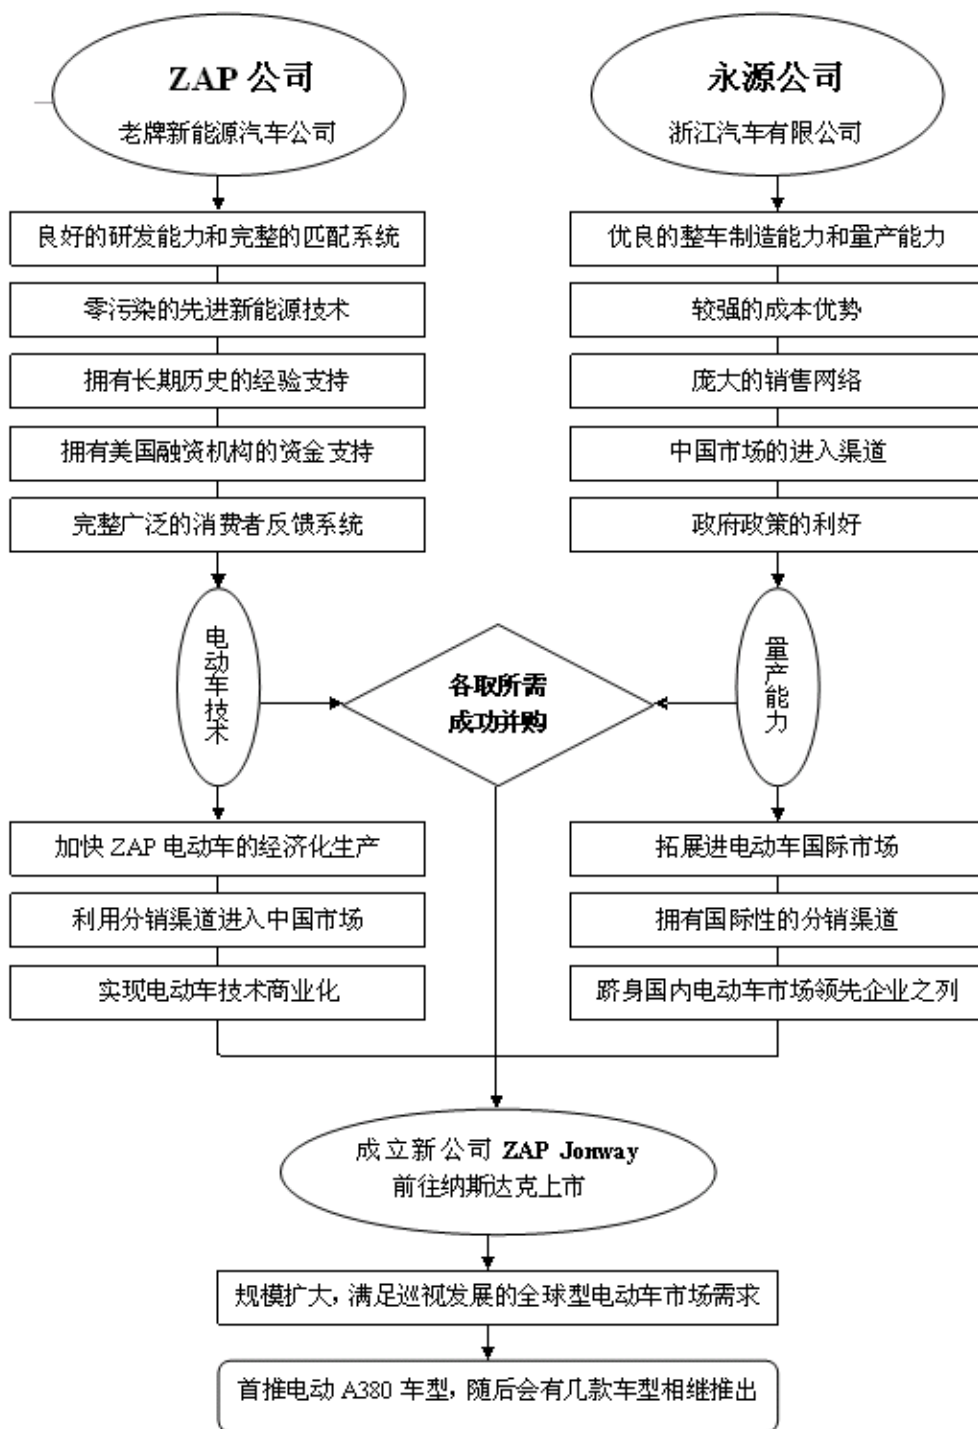 ZAP 公司
老牌新能源汽车公司
良好的研发能力和完整的匹配系统
零污染的先进新能源技术
拥有长期历史的经验支持
拥有美国融资机构的资金支持
完整广泛的消费者反馈系统
电动车技术
加快 ZAP 电动车的经济化生产
利用分销渠道进入中国市场
实现电动车技术商业化
永源公司
浙江汽车有限公司
优良的整车制造能力和量产能力
较强的成本优势
庞大的销售网络
中国市场的进入渠道
政府政策的利好
量产能力
拓展进电动车国际市场
拥有国际性的分销渠道
跻身国内电动车市场领先企业之列
各取所需
成功并购
成立新公司 ZAP Jonway
前往纳斯达克上市
规模扩大，满足巡视发展的全球型电动车市场需求
首推电动 A380 车型，随后会有几款车型相继推出